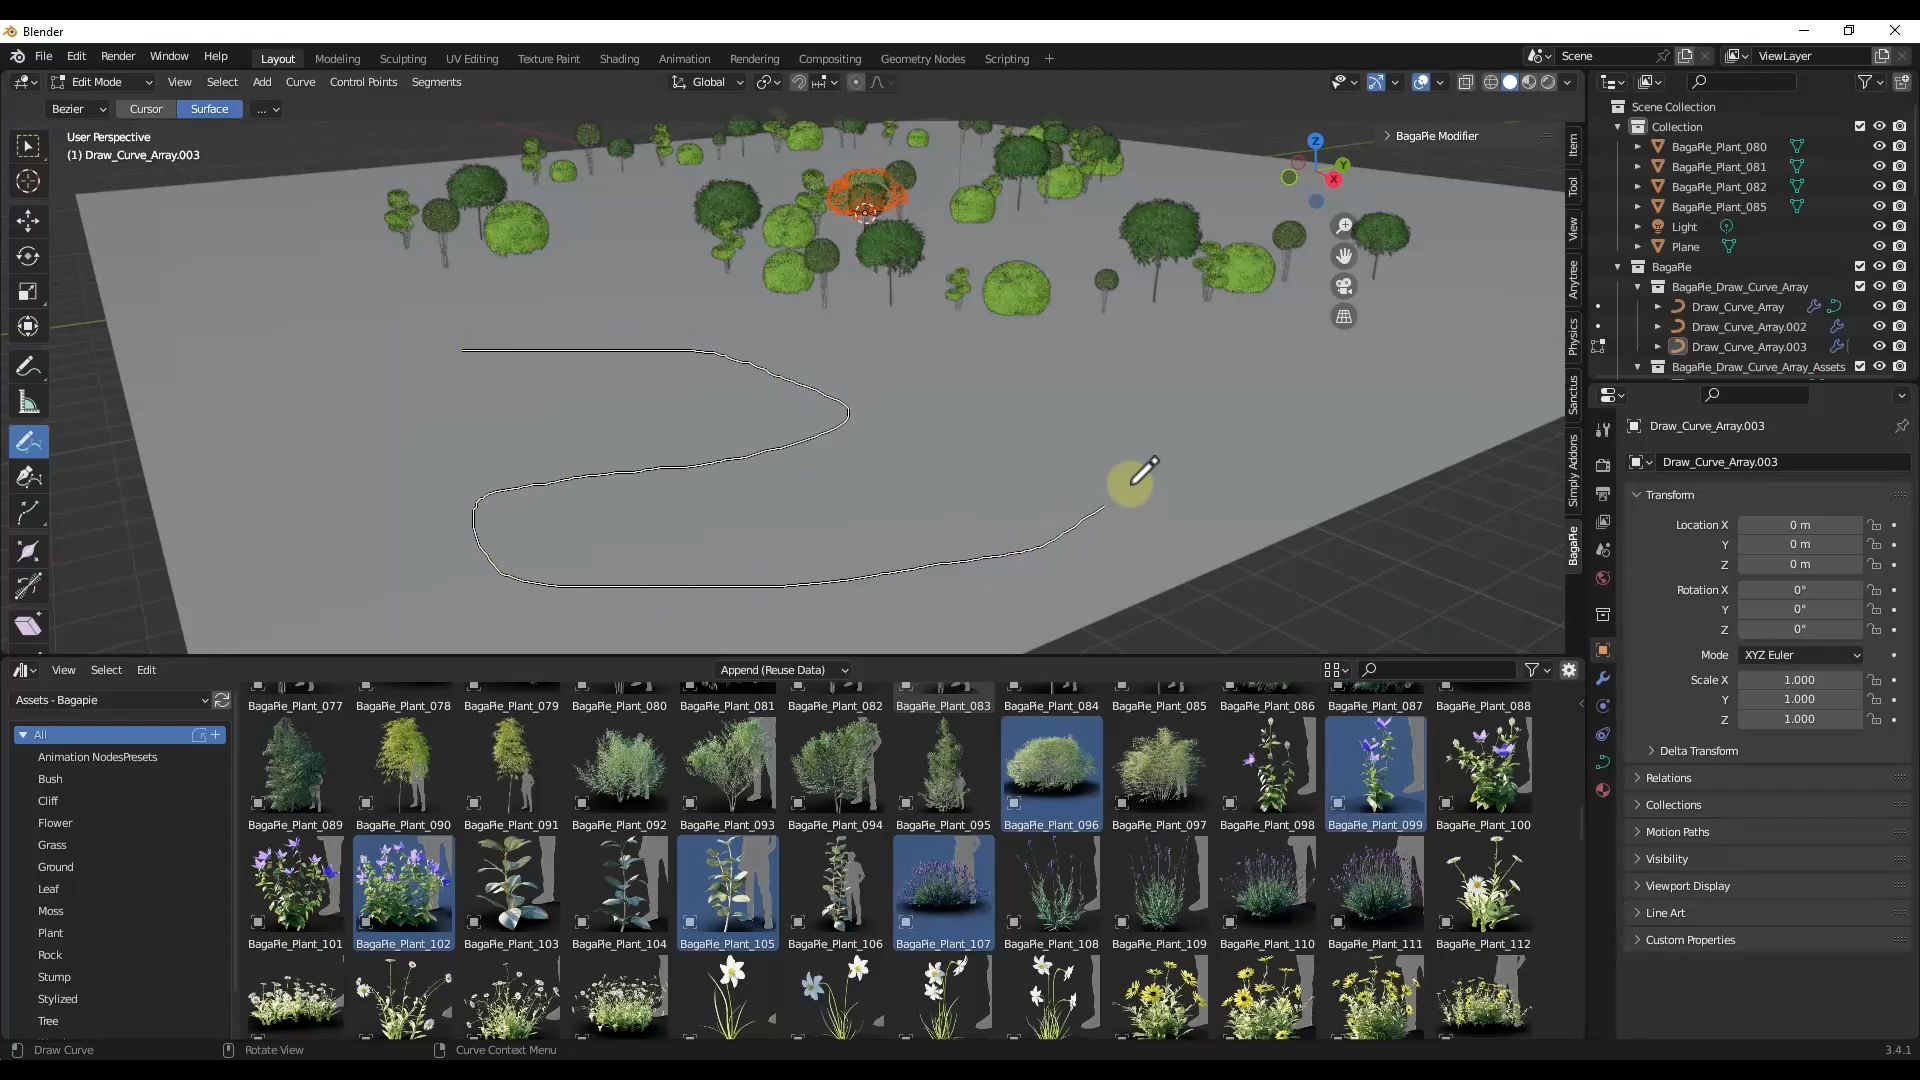 Blender
File Edit Render Window Help
Layout Modeling Sculpting UV Editing Texture Paint Shading Animation Rendering Compositing Geometry Nodes Scripting +
Scene
ViewLayer
Edit Mode View Select Add Curve Control Points Segments
Global
Bezier Cursor Surface ...
User Perspective
(1) Draw_Curve_Array.003
BagaPie Modifier
Z
Y
X
Item
Tool
View
Anytree
Physics
Sanctus
Simply Addons
BagaPie
Scene Collection
Collection
BagaPie_Plant_080
BagaPie_Plant_081
BagaPie_Plant_082
BagaPie_Plant_085
Light
Plane
BagaPie
BagaPie_Draw_Curve_Array
Draw_Curve_Array
Draw_Curve_Array.002
Draw_Curve_Array.003
BagaPie_Draw_Curve_Array_Assets
Draw_Curve_Array.003
Draw_Curve_Array.003
Transform
Location X 0 m
Y 0 m
Z 0 m
Rotation X 0°
Y 0°
Z 0°
Mode XYZ Euler
Scale X 1.000
Y 1.000
Z 1.000
Delta Transform
Relations
Collections
Motion Paths
Visibility
Viewport Display
Line Art
Custom Properties
View Select Edit
Append (Reuse Data)
Assets - Bagapie
All
Animation NodesPresets
Bush
Cliff
Flower
Grass
Ground
Leaf
Moss
Plant
Rock
Stump
Stylized
Tree
BagaPie_Plant_077 BagaPie_Plant_078 BagaPie_Plant_079 BagaPie_Plant_080 BagaPie_Plant_081 BagaPie_Plant_082 BagaPie_Plant_083 BagaPie_Plant_084 BagaPie_Plant_085 BagaPie_Plant_086 BagaPie_Plant_087 BagaPie_Plant_088
BagaPie_Plant_089 BagaPie_Plant_090 BagaPie_Plant_091 BagaPie_Plant_092 BagaPie_Plant_093 BagaPie_Plant_094 BagaPie_Plant_095 BagaPie_Plant_096 BagaPie_Plant_097 BagaPie_Plant_098 BagaPie_Plant_099 BagaPie_Plant_100
BagaPie_Plant_101 BagaPie_Plant_102 BagaPie_Plant_103 BagaPie_Plant_104 BagaPie_Plant_105 BagaPie_Plant_106 BagaPie_Plant_107 BagaPie_Plant_108 BagaPie_Plant_109 BagaPie_Plant_110 BagaPie_Plant_111 BagaPie_Plant_112
Draw Curve
Rotate View
Curve Context Menu
3.4.1